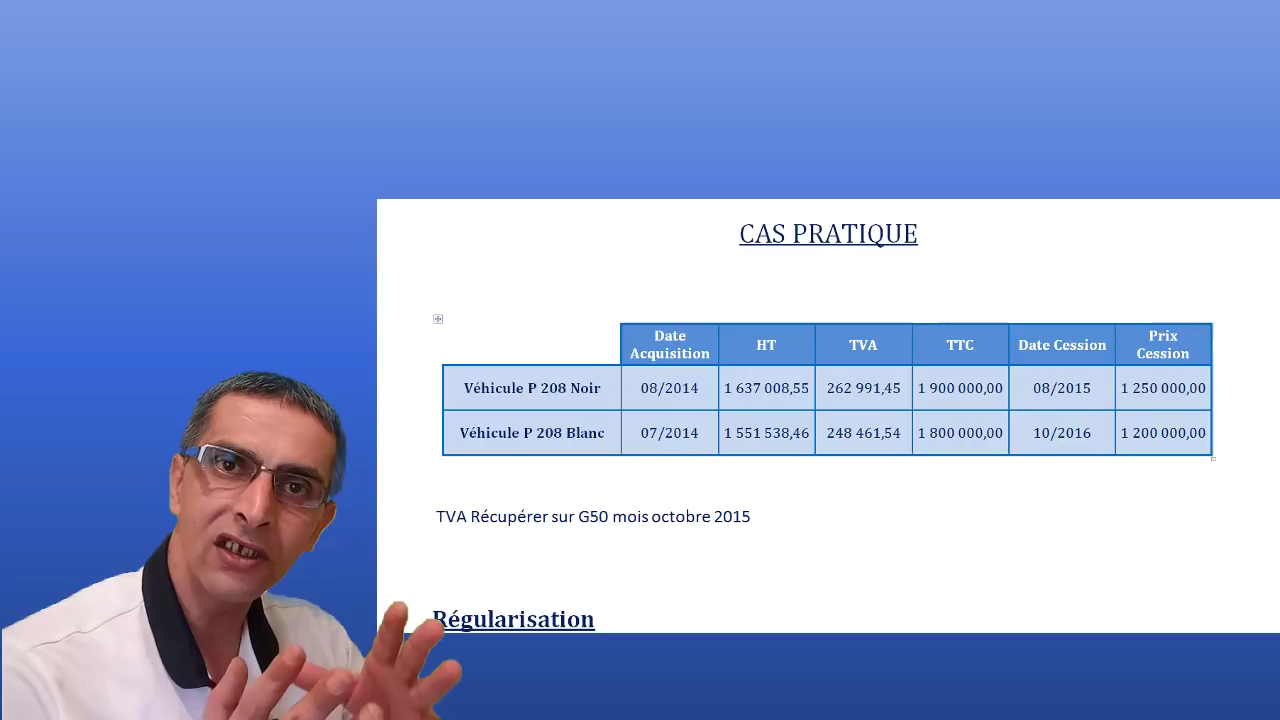 CAS PRATIQUE
Date Acquisition HT TVA TTC Date Cession Prix Cession
Véhicule P 208 Noir 08/2014 1 637 008,55 262 991,45 1 900 000,00 08/2015 1 250 000,00
Véhicule P 208 Blanc 07/2014 1 551 538,46 248 461,54 1 800 000,00 10/2016 1 200 000,00
TVA Récupérer sur G50 mois octobre 2015
Régularisation